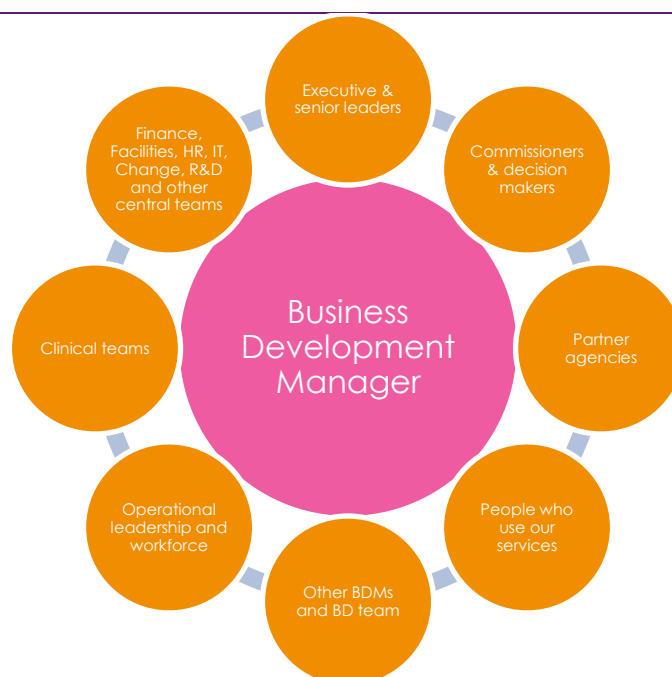 Executive &
senior leaders
Finance,
Facilities, HR, IT,
Change, R&D
and other
central teams
Commissioners
& decision
makers
Business
Development
Manager
Clinical teams
Partner
agencies
Operational
leadership and
workforce
People who
use our
services
Other BDMs
and BD team